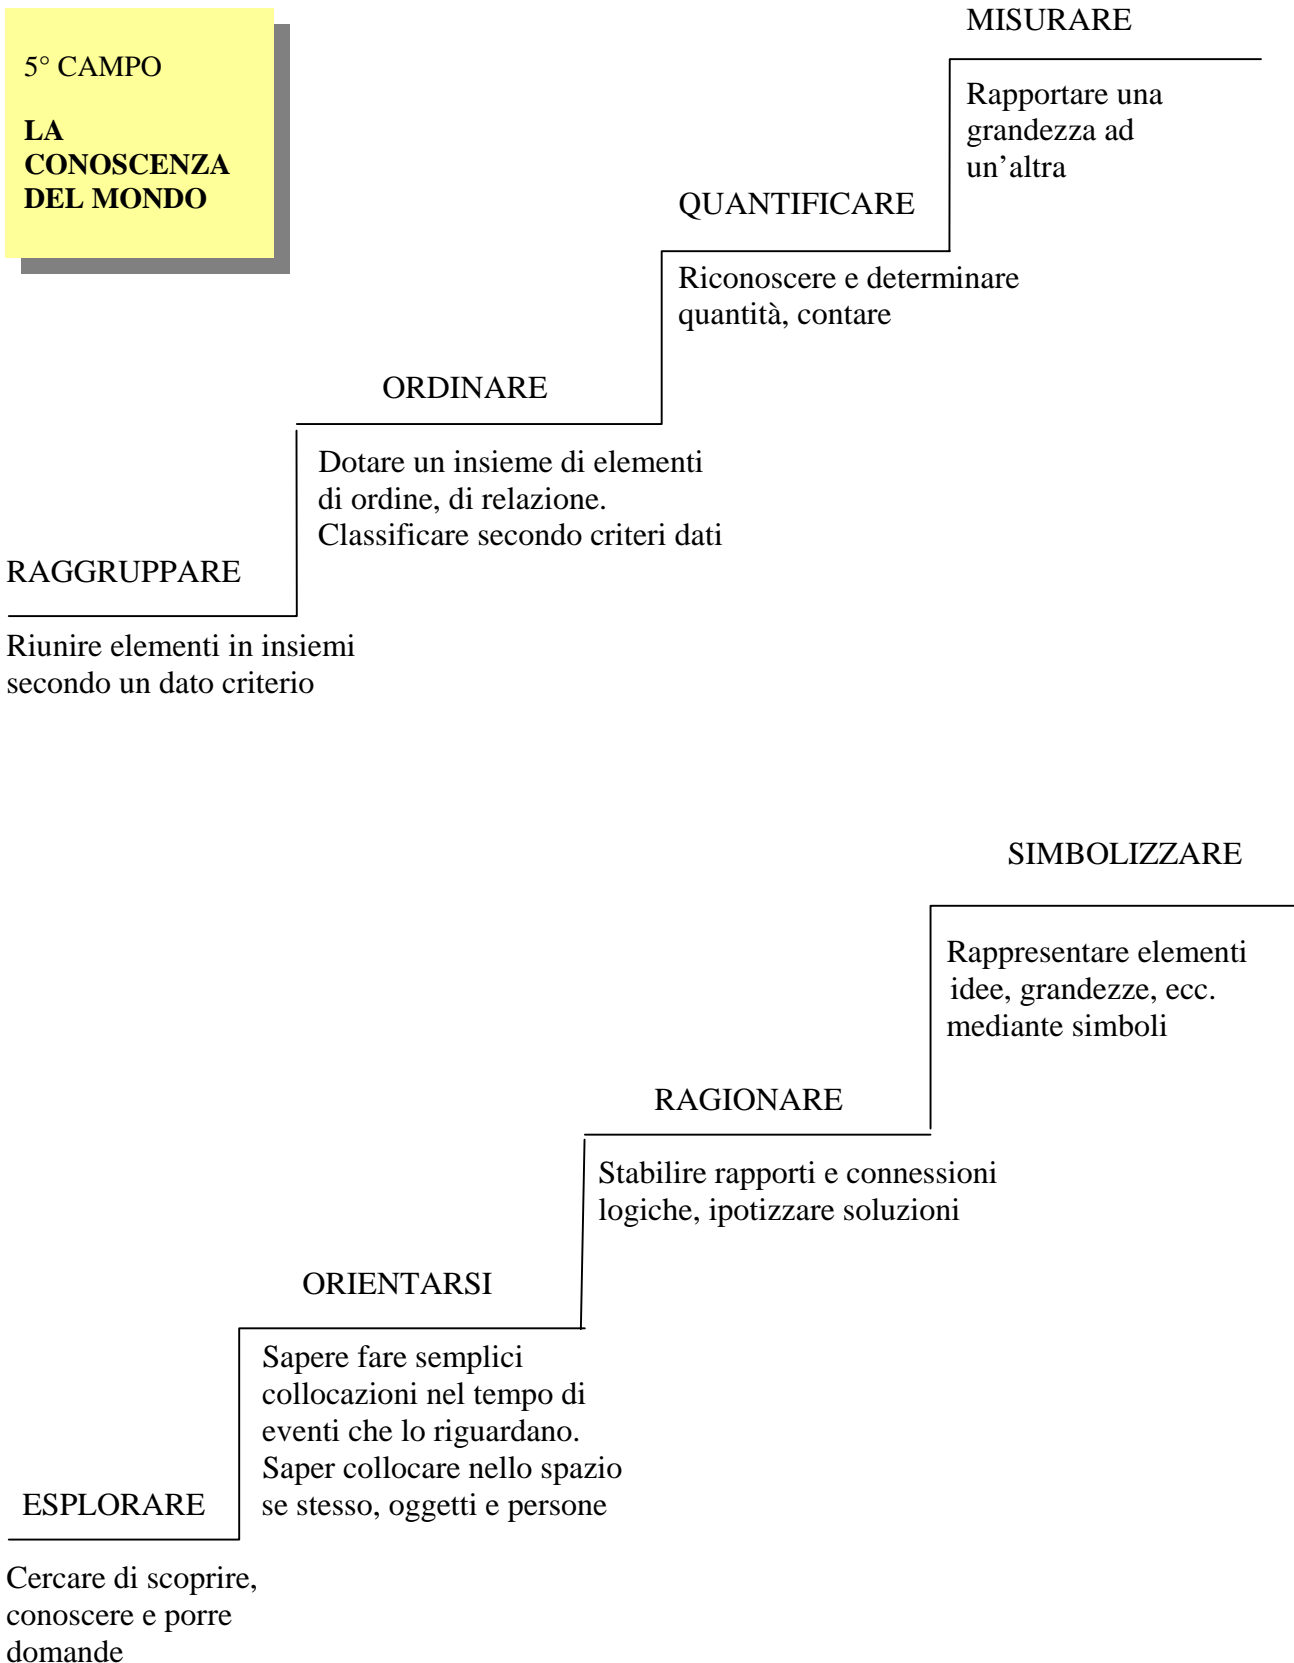 5° CAMPO
LA
CONOSCENZA
DEL MONDO
MISURARE
Rapportare una
grandezza ad
un’altra
QUANTIFICARE
Riconoscere e determinare
quantità, contare
ORDINARE
Dotare un insieme di elementi
di ordine, di relazione.
Classificare secondo criteri dati
RAGGRUPPARE
Riunire elementi in insiemi
secondo un dato criterio
SIMBOLIZZARE
Rappresentare elementi
idee, grandezze, ecc.
mediante simboli
RAGIONARE
Stabilire rapporti e connessioni
logiche, ipotizzare soluzioni
ORIENTARSI
Sapere fare semplici
collocazioni nel tempo di
eventi che lo riguardano.
Saper collocare nello spazio
se stesso, oggetti e persone
ESPLORARE
Cercare di scoprire,
conoscere e porre
domande